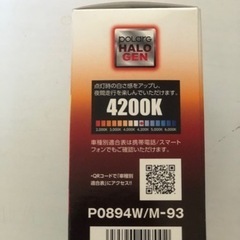 polarg
HALO
GEN
点灯時の白さ感をアップし、
夜間走行を楽しんでいただけます。
4200K
車種別適合表は携帯電話/スマート
フォンでもご確認いただけます。
•QRコードで「車種別
適合表」にアクセス!!
P0894W/M-93